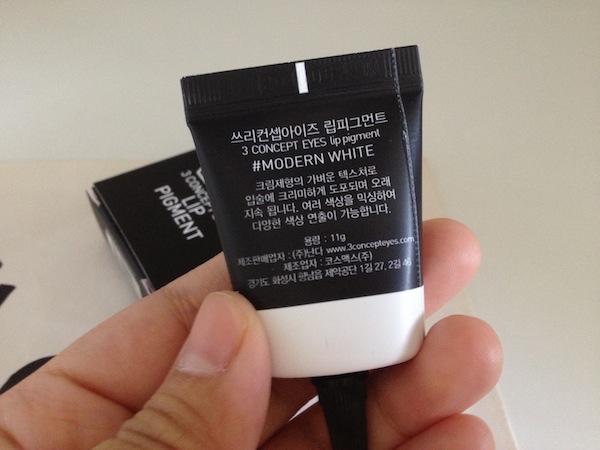 쓰리컨셉아이즈 립피그먼트
3 CONCEPT EYES lip pigment
#MODERN WHITE
크림제형의 가벼운 텍스처로
입술에 크리미하게 도포되며 오래
지속 됩니다. 여러 색상을 믹싱하여
다양한 색상 연출이 가능합니다.
용량 : 11g
제조판매업자 : (주)난다 www.3concepteyes.com
제조업자 : 코스맥스(주)
경기도 화성시 향남읍 제약공단 1길 27, 2길 46
3 CONCEPT
LIP
PIGMENT